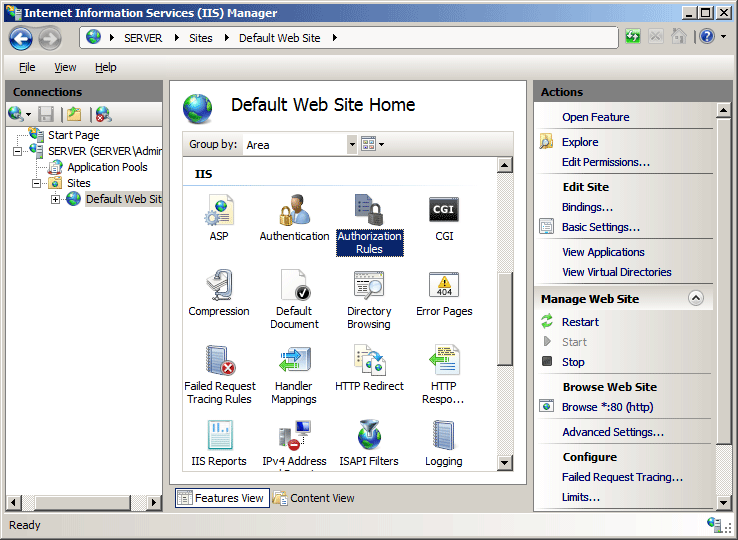 Internet Information Services (IIS) Manager
SERVER Sites Default Web Site
File View Help
Connections
Start Page
SERVER (SERVER\Admin
Application Pools
Sites
Default Web Sit
Default Web Site Home
Group by: Area
IIS
ASP
Authentication
Authorization Rules
CGI
Compression
Default Document
Directory Browsing
Error Pages
404
Failed Request Tracing Rules
Handler Mappings
HTTP Redirect
HTTP Respo...
IIS Reports
IPv4 Address
ISAPI Filters
Logging
Features View
Content View
Actions
Open Feature
Explore
Edit Permissions...
Edit Site
Bindings...
Basic Settings...
View Applications
View Virtual Directories
Manage Web Site
Restart
Start
Stop
Browse Web Site
Browse *:80 (http)
Advanced Settings...
Configure
Failed Request Tracing...
Limits...
Ready